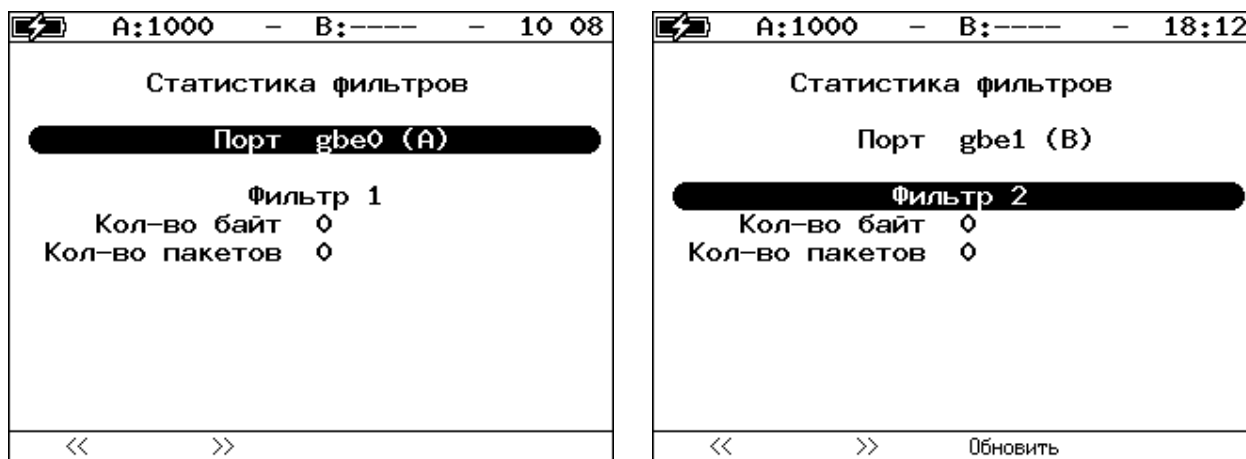 A:1000 - B:---- - 10 08
Статистика фильтров
Порт gbe0 (A)
Фильтр 1
Кол-во байт 0
Кол-во пакетов 0
<< >>
A:1000 - B:---- - 18:12
Статистика фильтров
Порт gbe1 (B)
Фильтр 2
Кол-во байт 0
Кол-во пакетов 0
<< >> Обновить